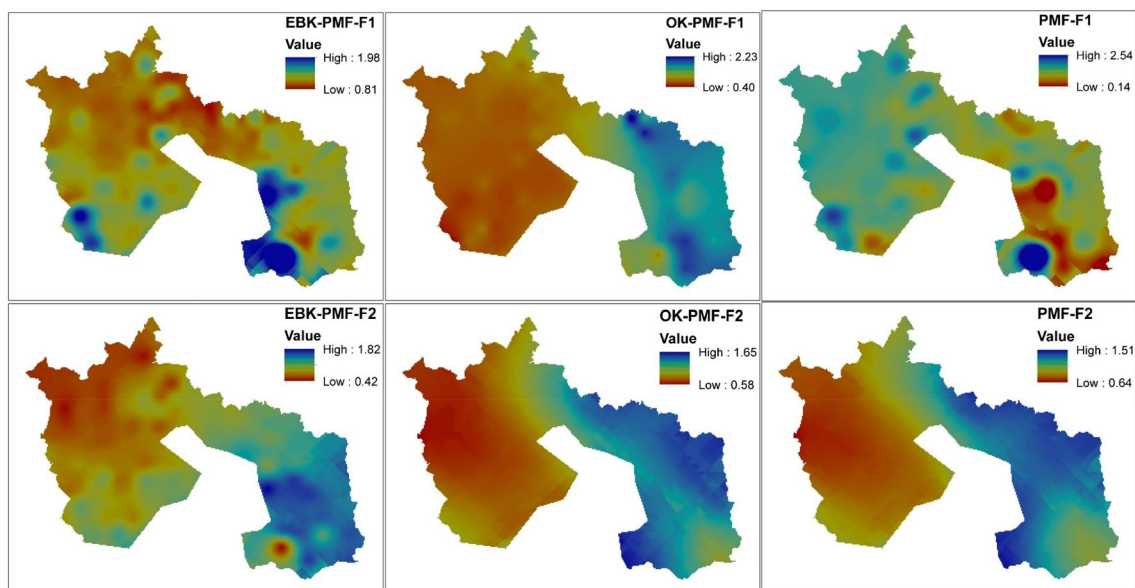 EBK-PMF-F1
Value
High : 1.98
Low : 0.81
OK-PMF-F1
Value
High : 2.23
Low : 0.40
PMF-F1
Value
High : 2.54
Low : 0.14
EBK-PMF-F2
Value
High : 1.82
Low : 0.42
OK-PMF-F2
Value
High : 1.65
Low : 0.58
PMF-F2
Value
High : 1.51
Low : 0.64